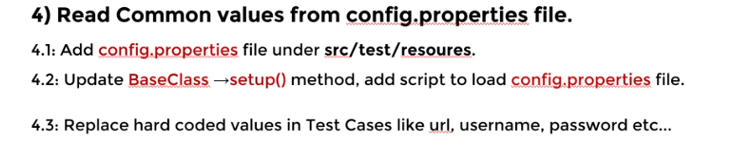 4) Read Common values from config.properties file.
4.1: Add config.properties file under src/test/resoures.
4.2: Update BaseClass →setup() method, add script to load config.properties file.
4.3: Replace hard coded values in Test Cases like url, username, password etc...